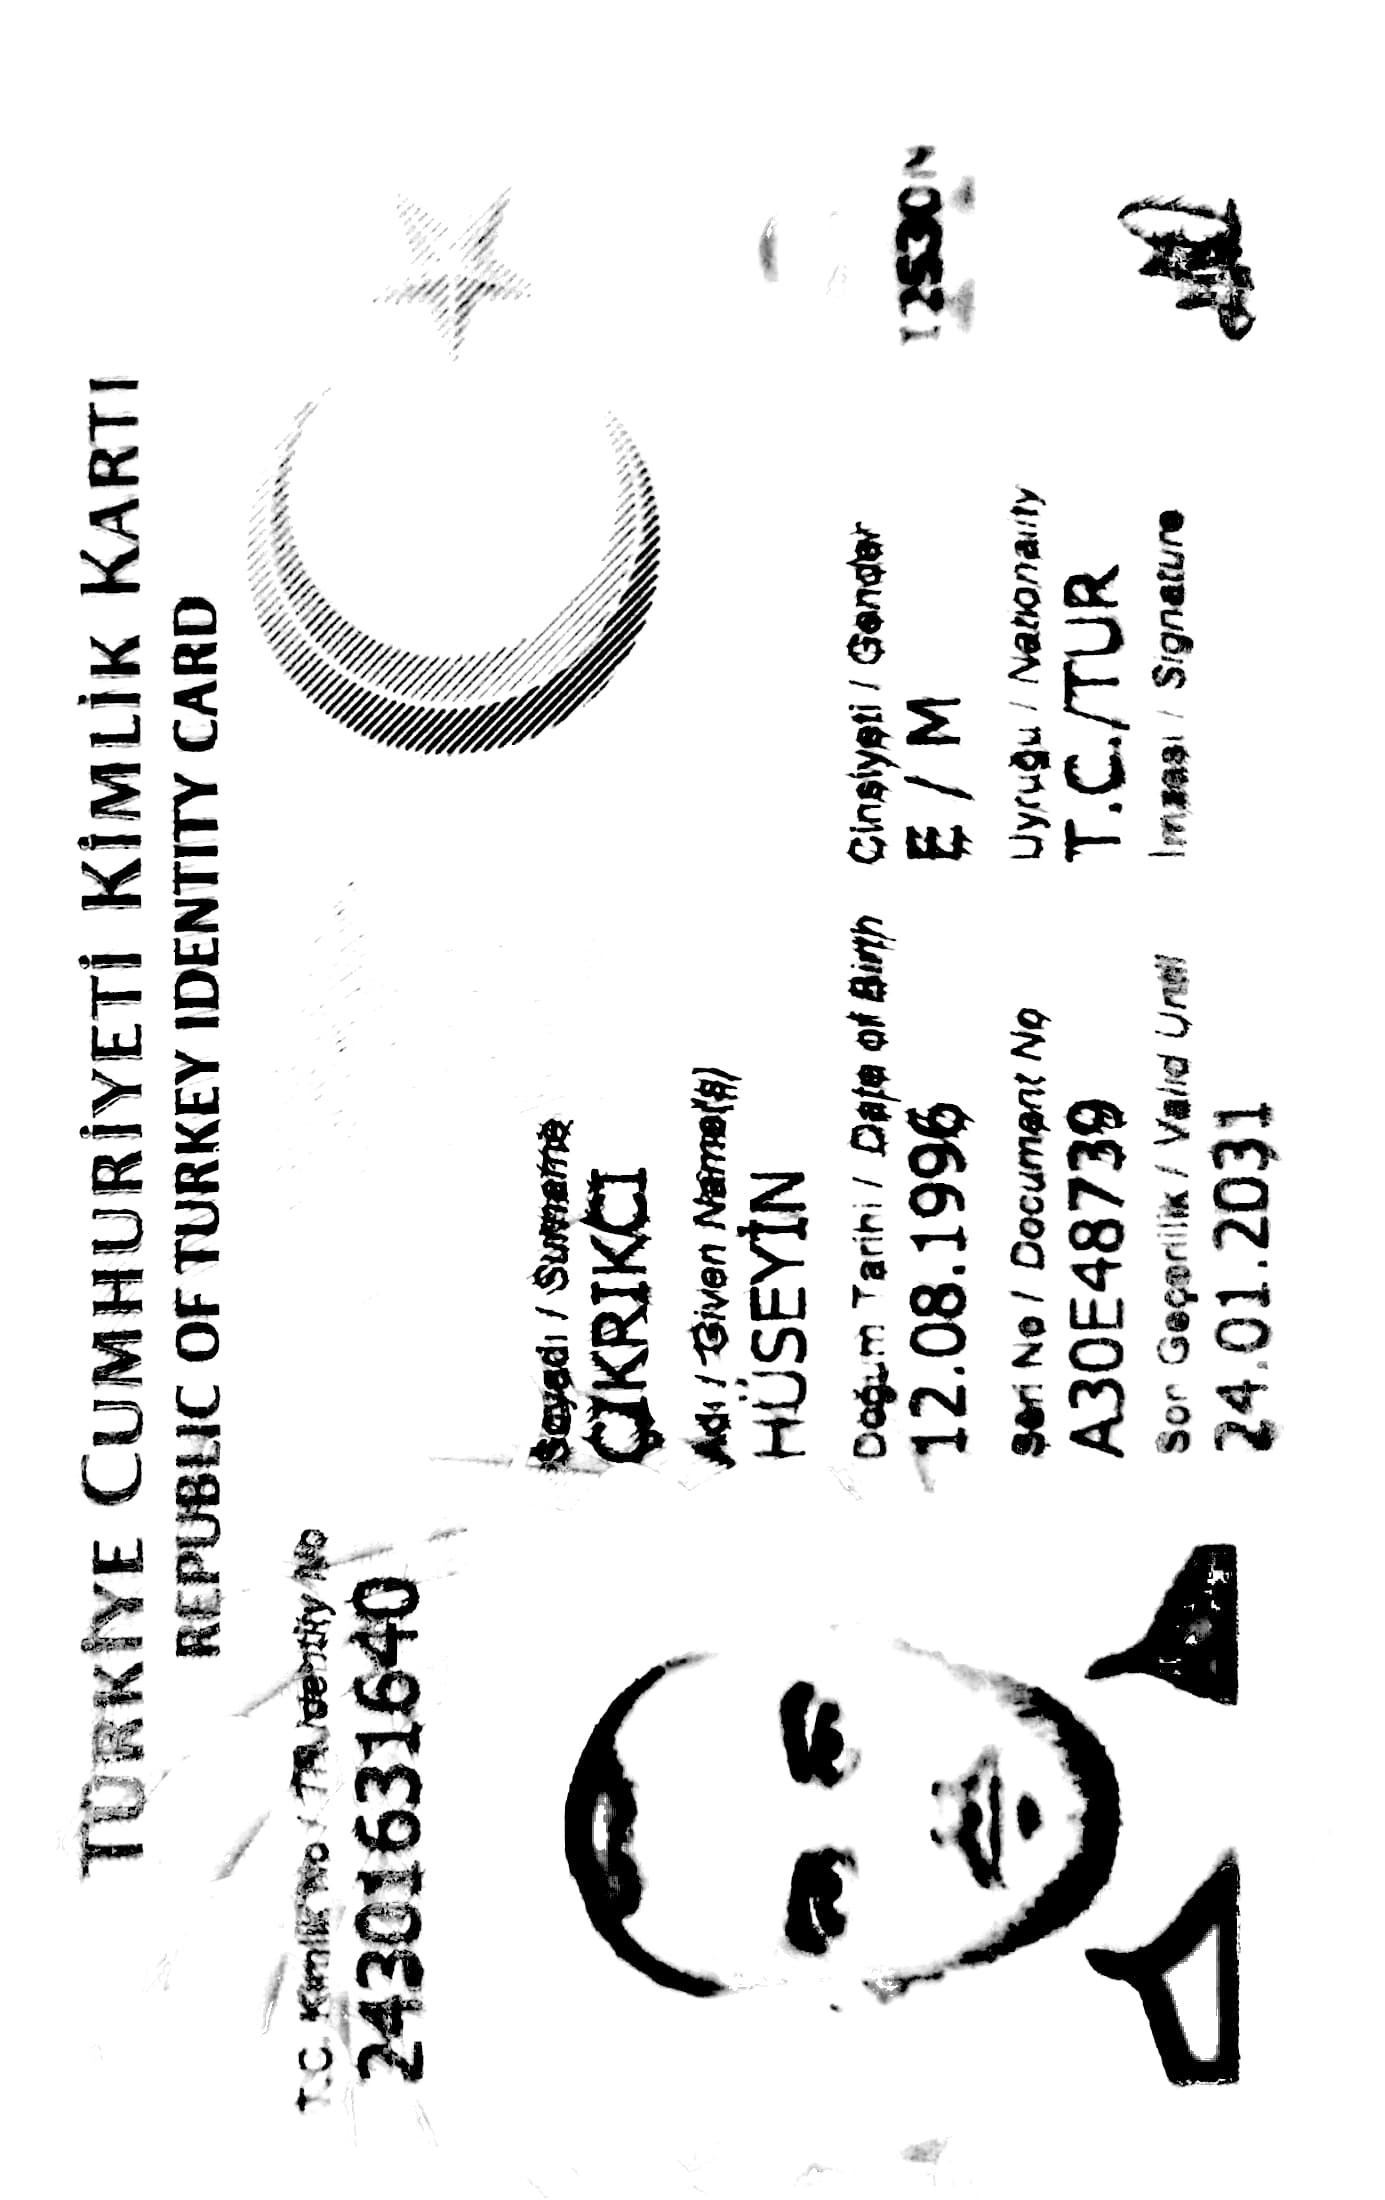 TÜRKİYE CUMHURİYETİ KİMLİK KARTI
REPUBLIC OF TURKEY IDENTITY CARD
T.C. Kimlik No / TR Identity No
24301631640
Soyadı / Surname
ÇIKRIKCI
Adı / Given Name(s)
HÜSEYİN
Doğum Tarihi / Date of Birth
12.08.1996
Cinsiyeti / Gender
E / M
Seri No / Document No
A30E48739
Uyruğu / Nationality
T.C./TUR
Son Geçerlilik / Valid Until
24.01.2031
İmzası / Signature